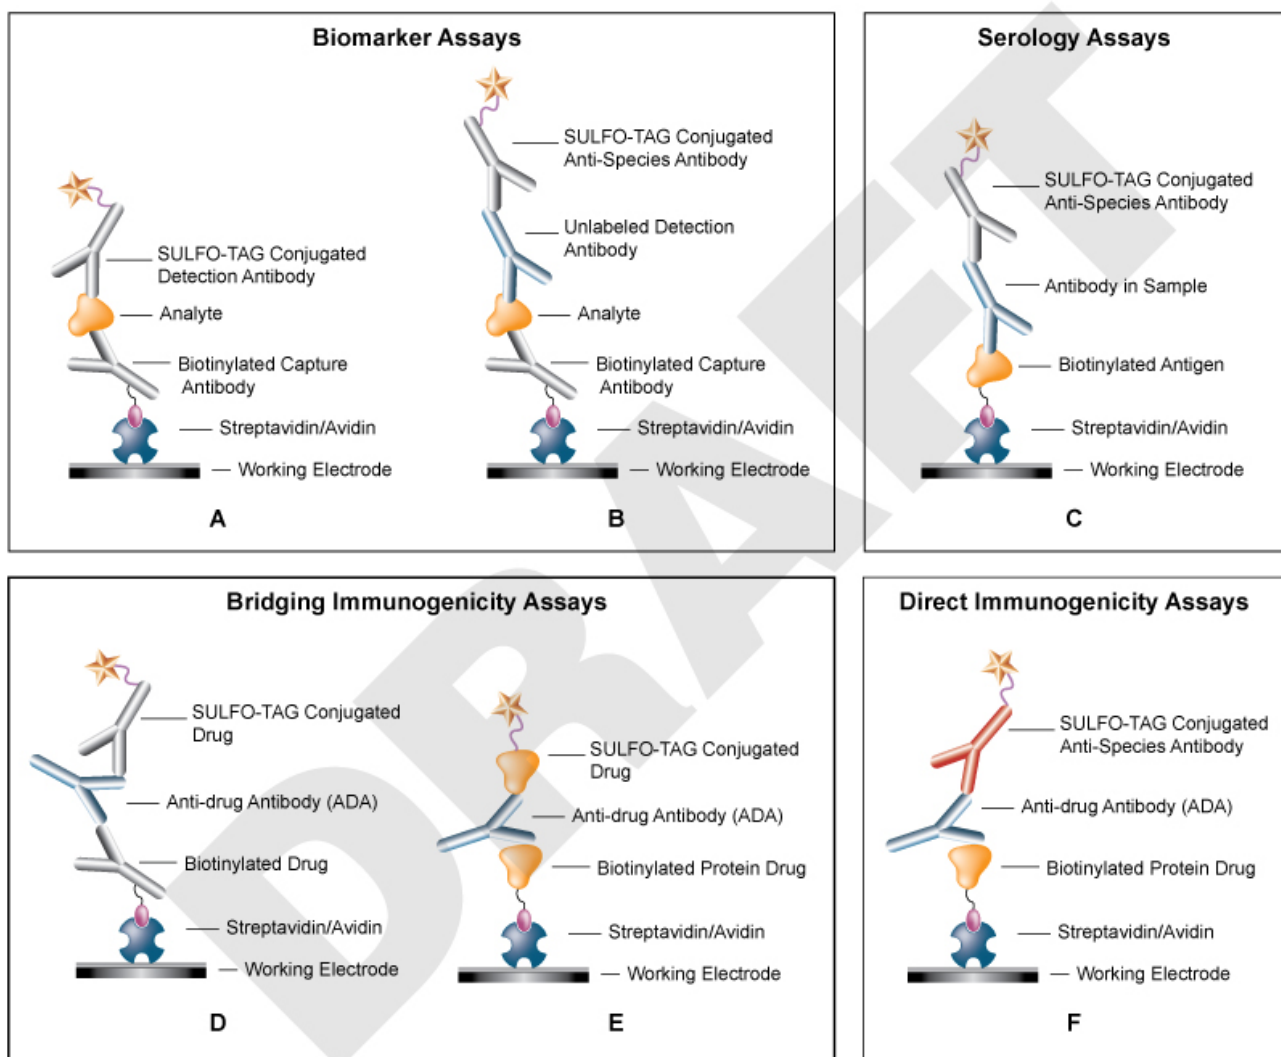 Biomarker Assays
SULFO-TAG Conjugated
Detection Antibody
Analyte
Biotinylated Capture
Antibody
Streptavidin/Avidin
Working Electrode
A
SULFO-TAG Conjugated
Anti-Species Antibody
Unlabeled Detection
Antibody
Analyte
Biotinylated Capture
Antibody
Streptavidin/Avidin
Working Electrode
B
Serology Assays
SULFO-TAG Conjugated
Anti-Species Antibody
Antibody in Sample
Biotinylated Antigen
Streptavidin/Avidin
Working Electrode
C
Bridging Immunogenicity Assays
SULFO-TAG Conjugated
Drug
Anti-drug Antibody (ADA)
Biotinylated Drug
Streptavidin/Avidin
Working Electrode
D
SULFO-TAG Conjugated
Drug
Anti-drug Antibody (ADA)
Biotinylated Protein Drug
Streptavidin/Avidin
Working Electrode
E
Direct Immunogenicity Assays
SULFO-TAG Conjugated
Anti-Species Antibody
Anti-drug Antibody (ADA)
Biotinylated Protein Drug
Streptavidin/Avidin
Working Electrode
F
DRAFT